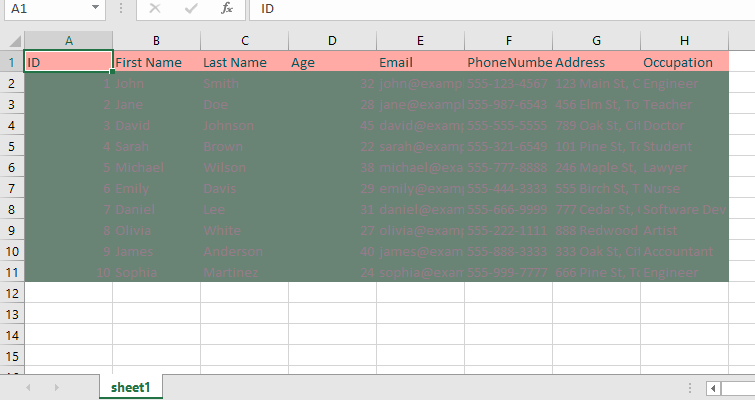 A1 fx ID
A B C D E F G H
1 ID First Name Last Name Age Email PhoneNumbe Address Occupation
2 1 John Smith 32 john@examp 555-123-4567 123 Main St, C Engineer
3 2 Jane Doe 28 jane@exampl 555-987-6543 456 Elm St, To Teacher
4 3 David Johnson 45 david@examp 555-555-5555 789 Oak St, Cit Doctor
5 4 Sarah Brown 22 sarah@examp 555-321-6549 101 Pine St, To Student
6 5 Michael Wilson 38 michael@exa 555-777-8888 246 Maple St, Lawyer
7 6 Emily Davis 29 emily@examp 555-444-3333 555 Birch St, T Nurse
8 7 Daniel Lee 31 daniel@exam 555-666-9999 777 Cedar St, Software Dev
9 8 Olivia White 27 olivia@examp 555-222-1111 888 Redwood Artist
10 9 James Anderson 40 james@exam 555-888-3333 333 Oak St, Cit Accountant
11 10 Sophia Martinez 24 sophia@exam 555-999-7777 666 Pine St, To Engineer
12
13
14
15
sheet1